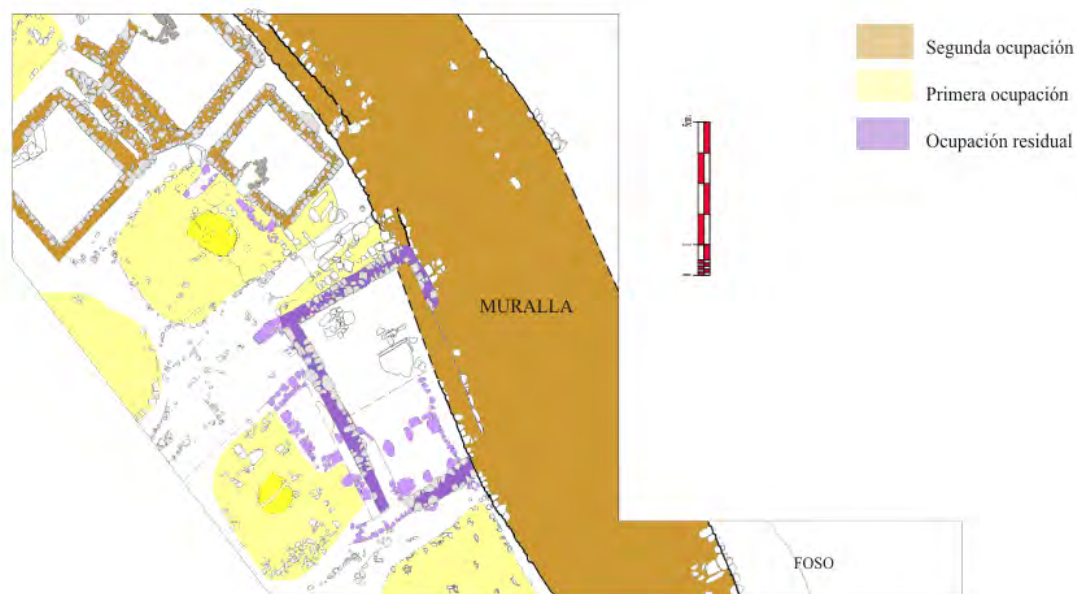 Segunda ocupación
Primera ocupación
Ocupación residual
MURALLA
FOSO